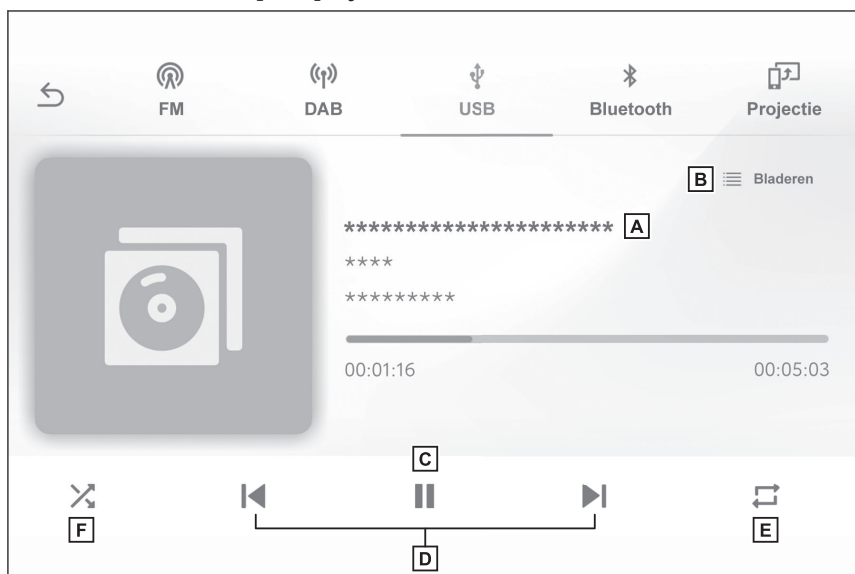 FM DAB USB Bluetooth Projectie
B Bladeren
********************** A
****
*********
00:01:16 00:05:03
C
F E
D